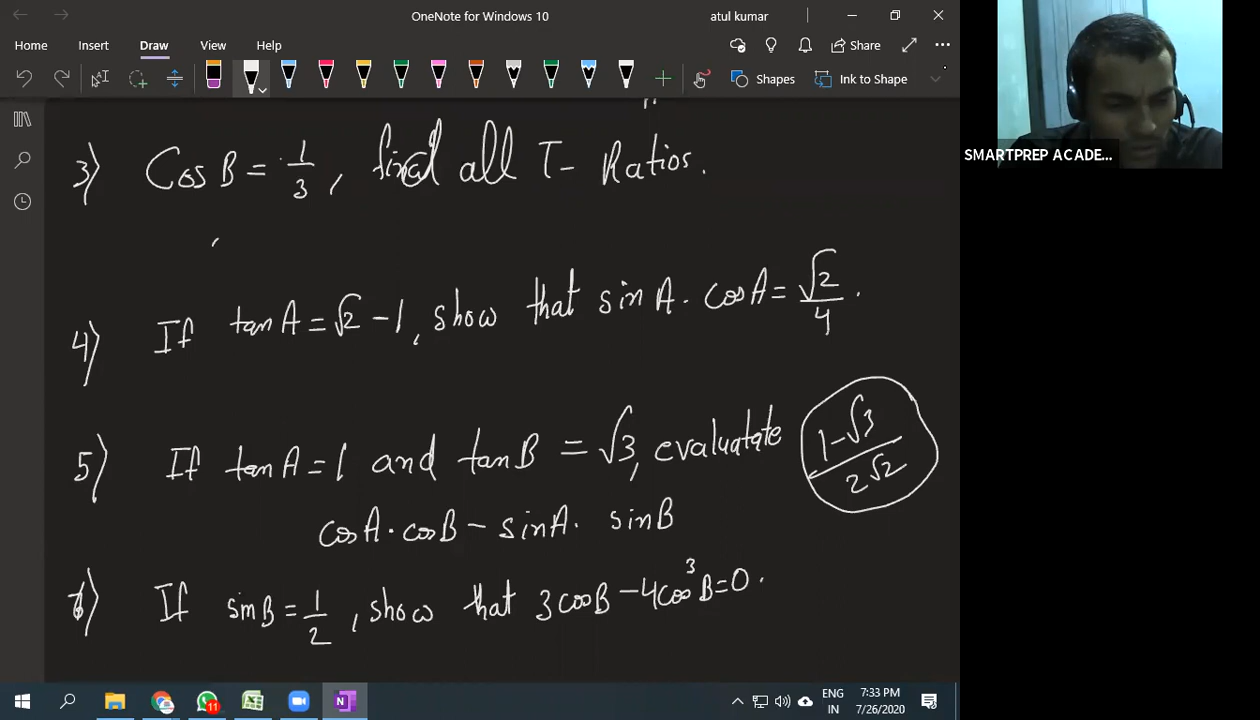 OneNote for Windows 10
atul kumar
Home Insert Draw View Help
Share
Shapes
Ink to Shape
3) Cos B = 1/3, find all T- Ratios.
4) If tan A = √2 - 1, show that sin A · cos A = √2/4.
5) If tan A = 1 and tan B = √3, evaluatate (1-√3)/(2√2)
cos A · cos B - sin A · sin B
6) If sin B = 1/2, show that 3 cos B - 4 cos³ B = 0.
SMARTPREP ACADE...
11
ENG
IN
7:33 PM
7/26/2020